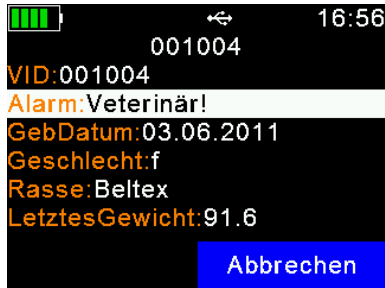 16:56
001004
VID:001004
Alarm:Veterinär!
GebDatum:03.06.2011
Geschlecht:f
Rasse:Beltex
LetztesGewicht:91.6
Abbrechen